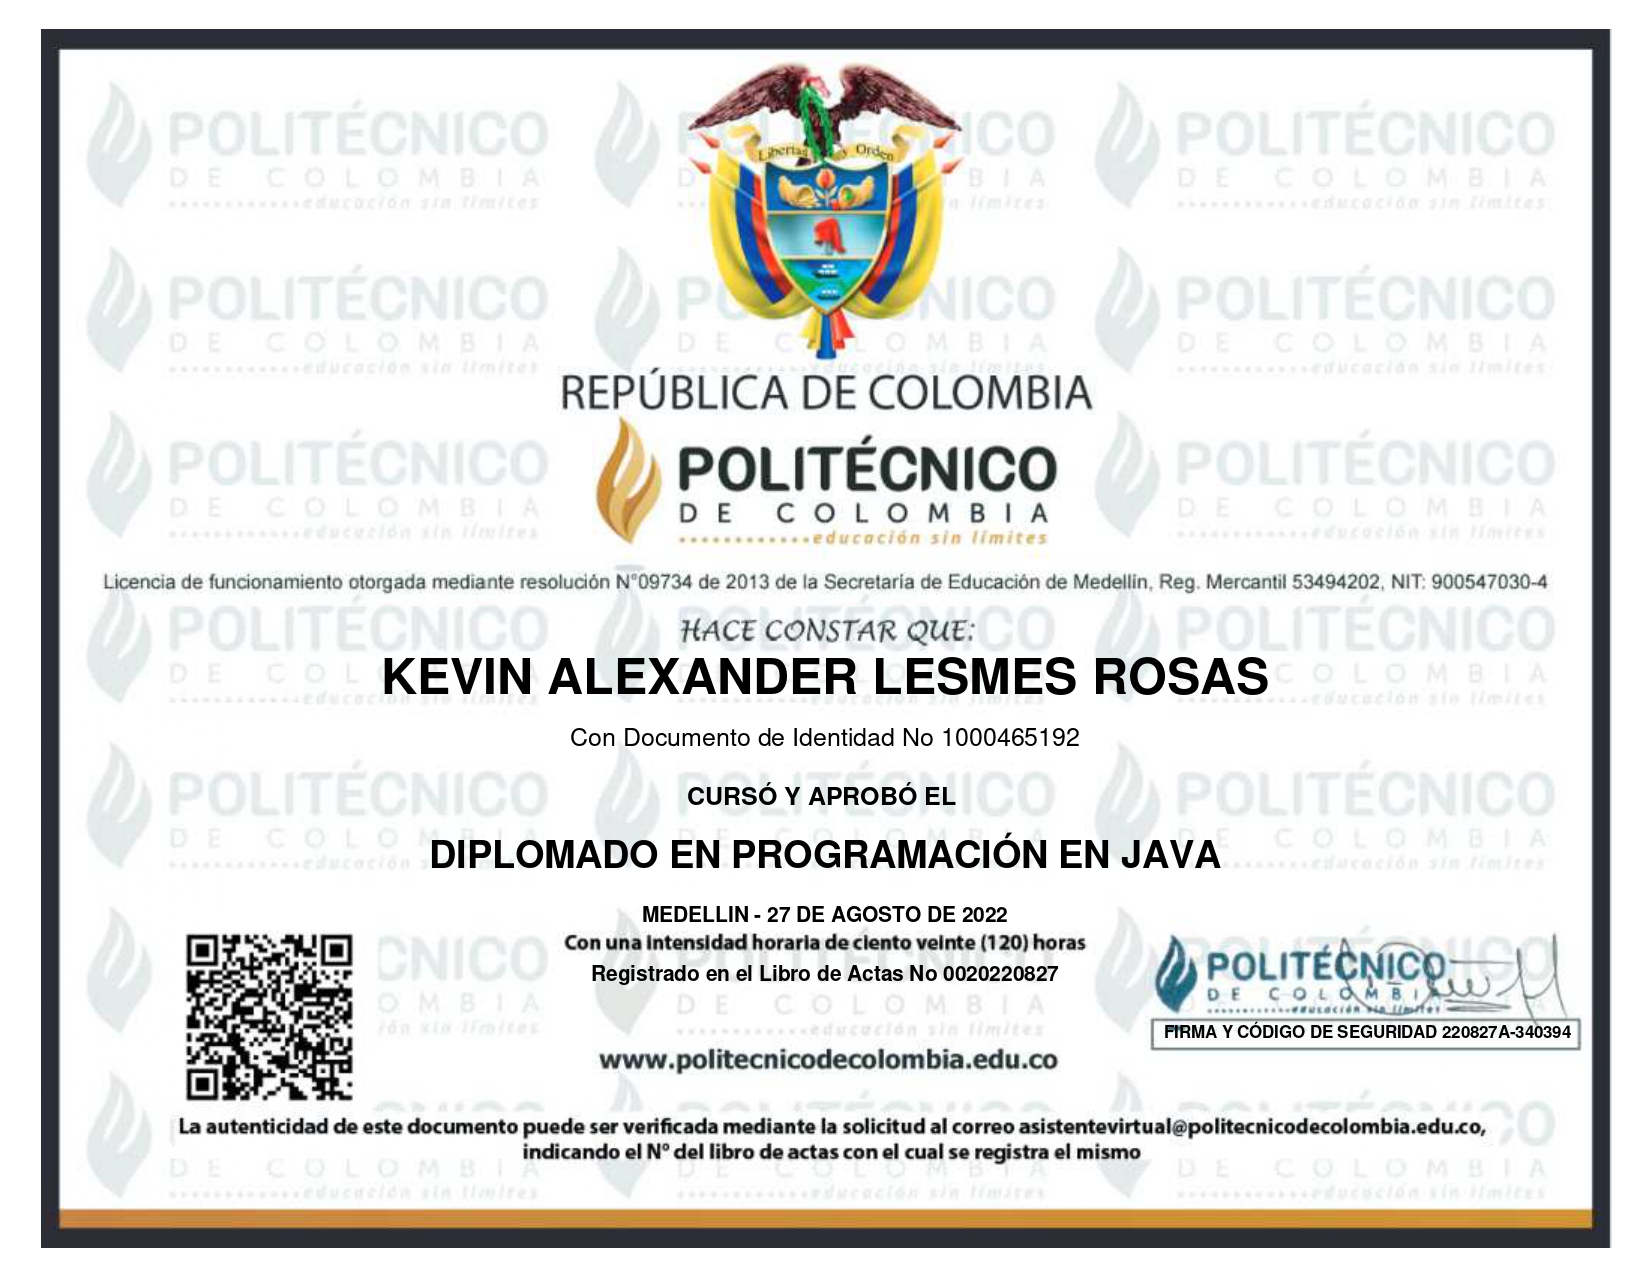 Libertad y Orden
REPÚBLICA DE COLOMBIA
POLITÉCNICO
DE COLOMBIA
educación sin límites
Licencia de funcionamiento otorgada mediante resolución N°09734 de 2013 de la Secretaría de Educación de Medellín, Reg. Mercantil 53494202, NIT: 900547030-4
HACE CONSTAR QUE:
KEVIN ALEXANDER LESMES ROSAS
Con Documento de Identidad No 1000465192
CURSÓ Y APROBÓ EL
DIPLOMADO EN PROGRAMACIÓN EN JAVA
MEDELLIN - 27 DE AGOSTO DE 2022
Con una intensidad horaria de ciento veinte (120) horas
Registrado en el Libro de Actas No 0020220827
POLITÉCNICO
DE COLOMBIA
educación sin límites
FIRMA Y CÓDIGO DE SEGURIDAD 220827A-340394
www.politecnicodecolombia.edu.co
La autenticidad de este documento puede ser verificada mediante la solicitud al correo asistentevirtual@politecnicodecolombia.edu.co,
indicando el N° del libro de actas con el cual se registra el mismo